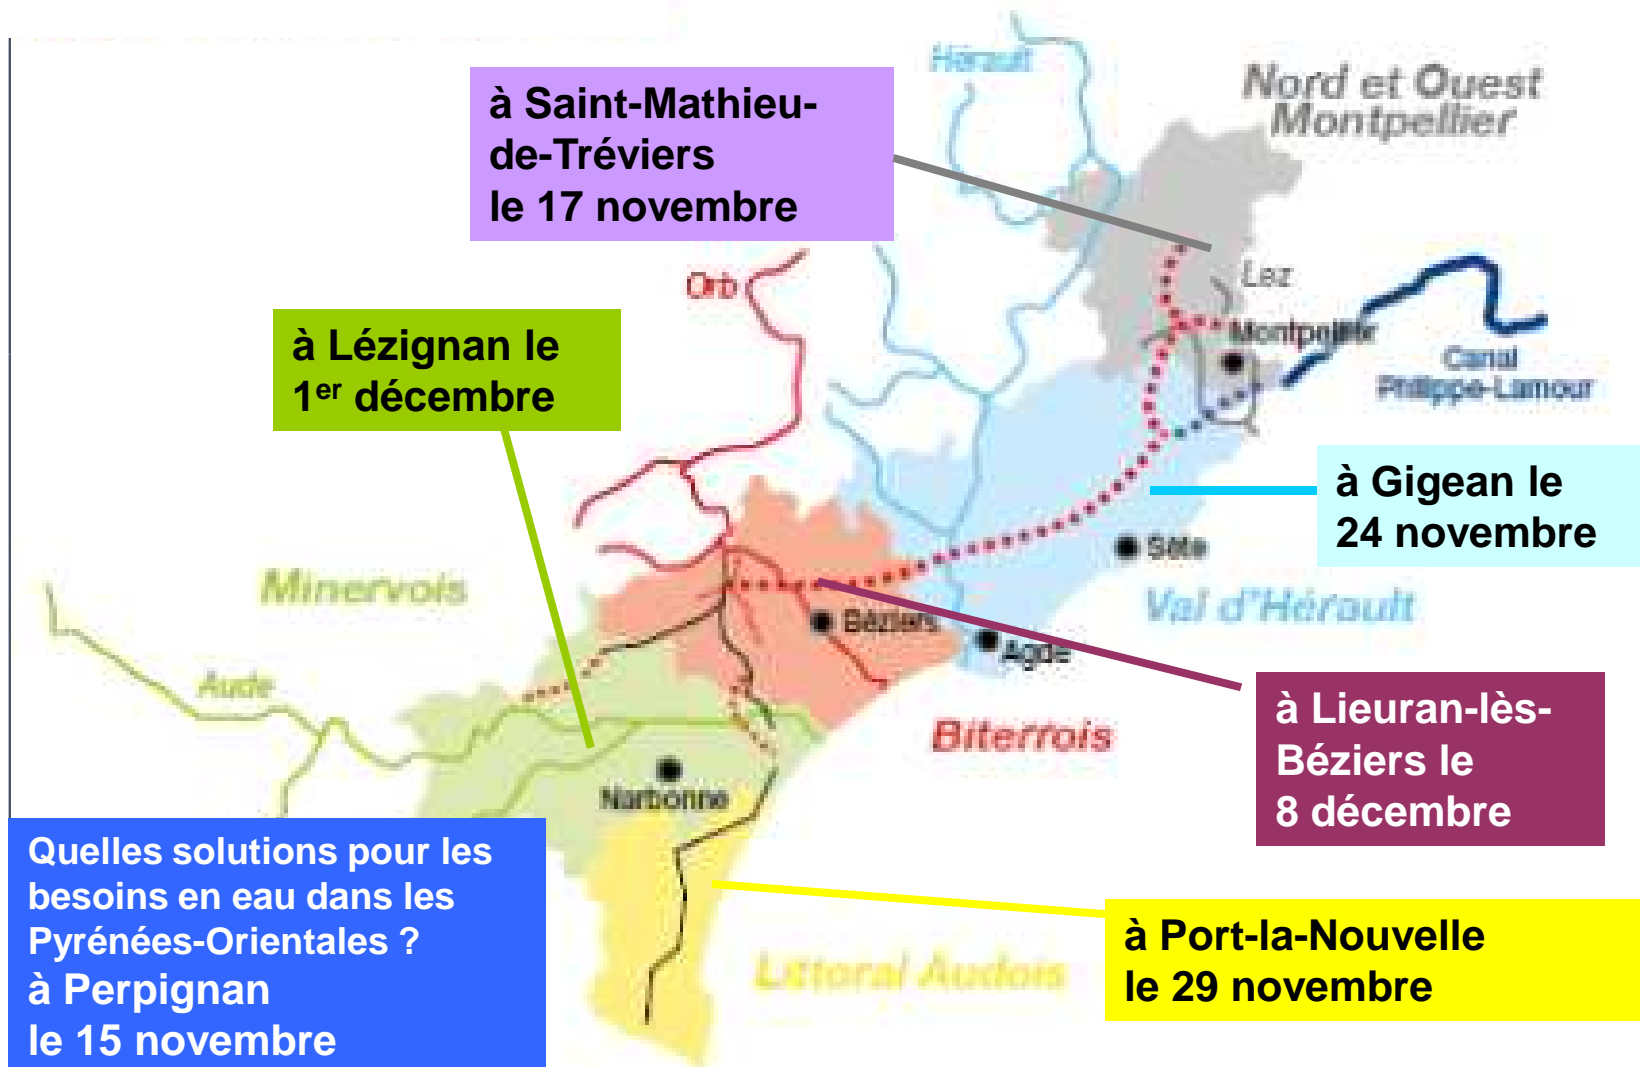 Hérault
Nord et Ouest
Montpellier
à Saint-Mathieu-
de-Tréviers
le 17 novembre
Orb
Lez
à Lézignan le
1er décembre
Montpellier
Canal
Philippe-Lamour
à Gigean le
24 novembre
Sète
Minervois
Val d'Hérault
Béziers
Agde
Aude
à Lieuran-lès-
Béziers le
8 décembre
Biterrois
Narbonne
Quelles solutions pour les
besoins en eau dans les
Pyrénées-Orientales ?
à Perpignan
le 15 novembre
à Port-la-Nouvelle
le 29 novembre
Littoral Audois